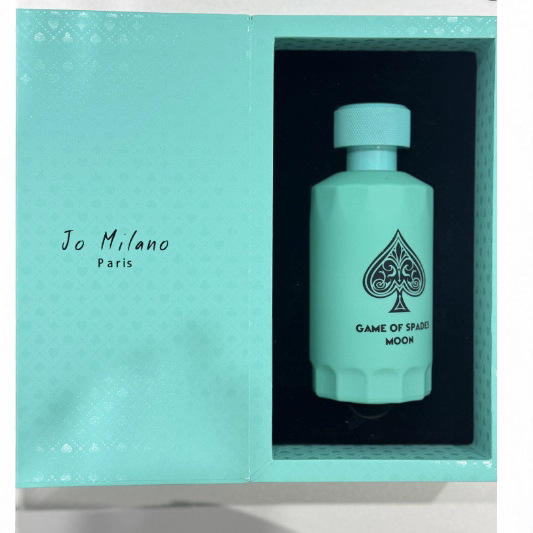 Jo Milano
Paris
GAME OF SPADES
MOON